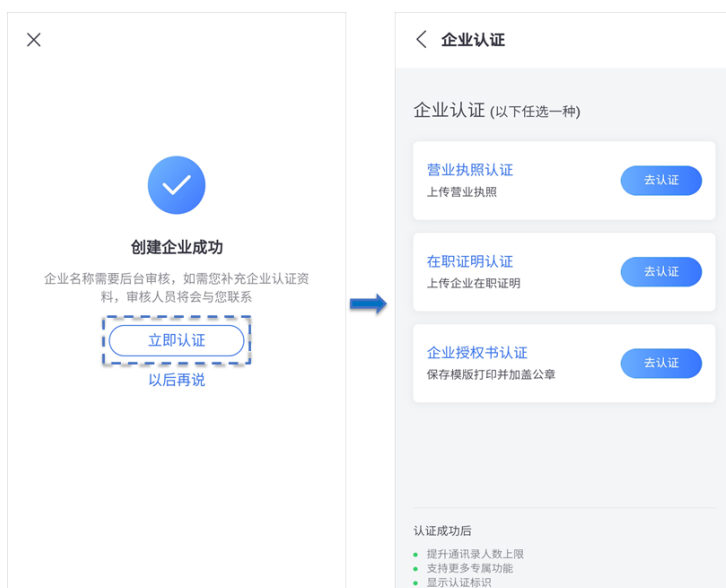 创建企业成功
企业名称需要后台审核，如需您补充企业认证资
料，审核人员将会与您联系
立即认证
以后再说
企业认证
企业认证 (以下任选一种)
营业执照认证
上传营业执照
去认证
在职证明认证
上传企业在职证明
去认证
企业授权书认证
保存模版打印并加盖公章
去认证
认证成功后
提升通讯录人数上限
支持更多专属功能
显示认证标识